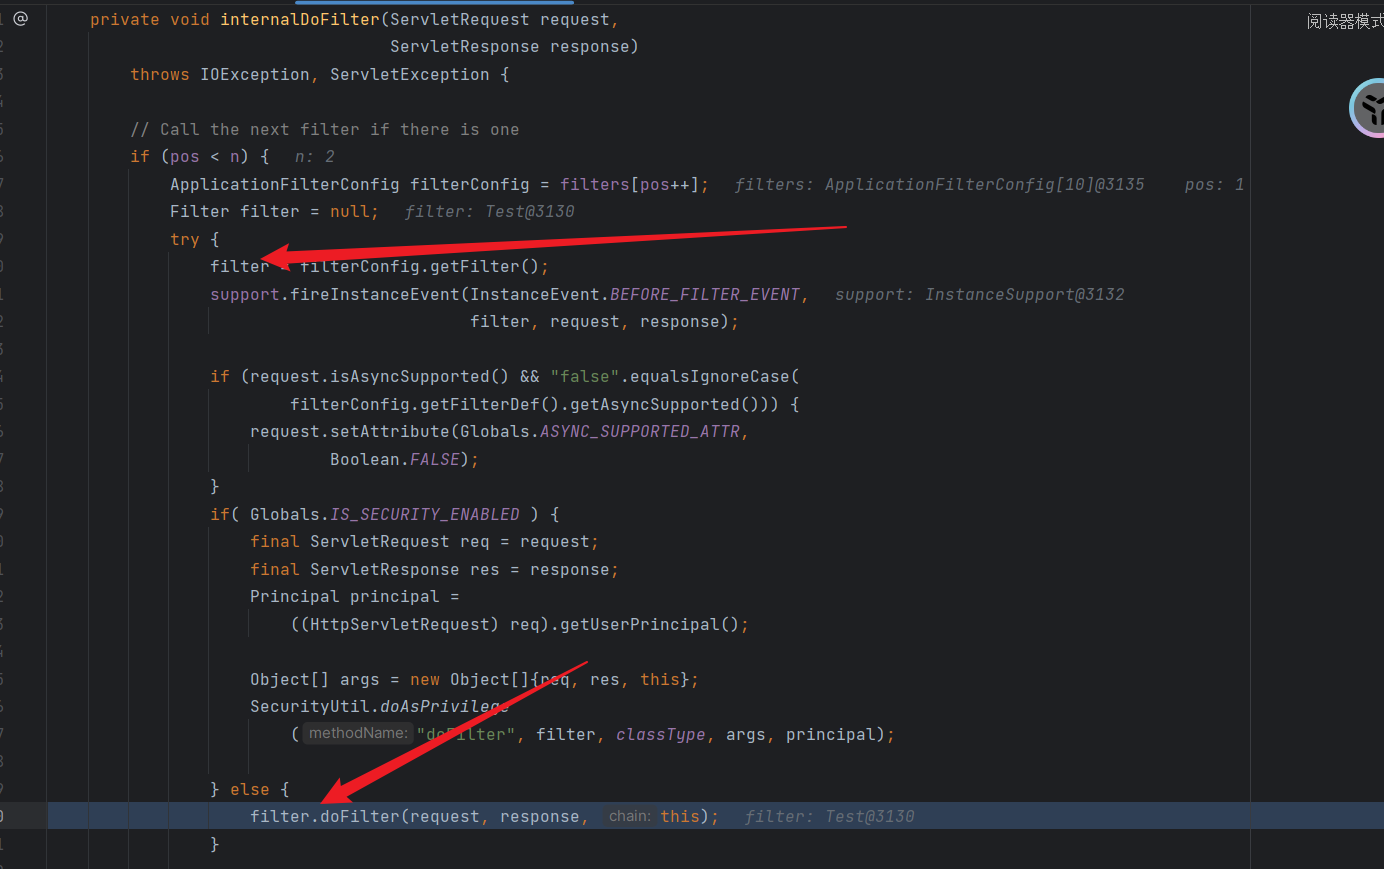 private void internalDoFilter(ServletRequest request,
阅读器模式
ServletResponse response)
throws IOException, ServletException {
// Call the next filter if there is one
if (pos < n) { n: 2
ApplicationFilterConfig filterConfig = filters[pos++]; filters: ApplicationFilterConfig[10]@3135 pos: 1
Filter filter = null; filter: Test@3130
try {
filter = filterConfig.getFilter();
support.fireInstanceEvent(InstanceEvent.BEFORE_FILTER_EVENT, support: InstanceSupport@3132
filter, request, response);
if (request.isAsyncSupported() && "false".equalsIgnoreCase(
filterConfig.getFilterDef().getAsyncSupported())) {
request.setAttribute(Globals.ASYNC_SUPPORTED_ATTR,
Boolean.FALSE);
}
if( Globals.IS_SECURITY_ENABLED ) {
final ServletRequest req = request;
final ServletResponse res = response;
Principal principal =
((HttpServletRequest) req).getUserPrincipal();
Object[] args = new Object[]{req, res, this};
SecurityUtil.doAsPrivilege
( methodName: "doFilter", filter, classType, args, principal);
} else {
filter.doFilter(request, response, chain: this); filter: Test@3130
}